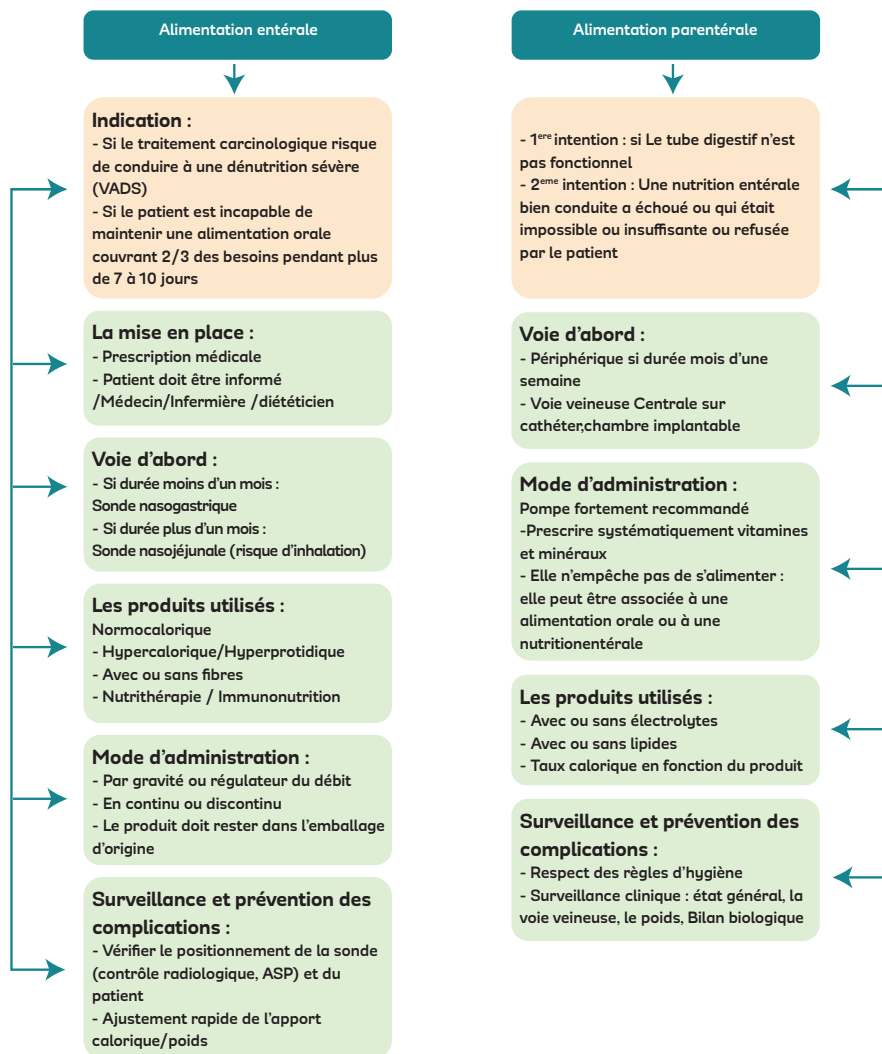 Alimentation entérale
Indication :
- Si le traitement carcinologique risque
de conduire à une dénutrition sévère
(VADS)
- Si le patient est incapable de
maintenir une alimentation orale
couvrant 2/3 des besoins pendant plus
de 7 à 10 jours
La mise en place :
- Prescription médicale
- Patient doit être informé
/Médecin/Infermière /diététicien
Voie d'abord :
- Si durée moins d'un mois :
Sonde nasogastrique
- Si durée plus d'un mois :
Sonde nasojéjunale (risque d'inhalation)
Les produits utilisés :
Normocalorique
- Hypercalorique/Hyperprotidique
- Avec ou sans fibres
- Nutrithérapie / Immunonutrition
Mode d'administration :
- Par gravité ou régulateur du débit
- En continu ou discontinu
- Le produit doit rester dans l'emballage
d'origine
Surveillance et prévention des
complications :
- Vérifier le positionnement de la sonde
(contrôle radiologique, ASP) et du
patient
- Ajustement rapide de l'apport
calorique/poids
Alimentation parentérale
- 1ere intention : si Le tube digestif n'est
pas fonctionnel
- 2eme intention : Une nutrition entérale
bien conduite a échoué ou qui était
impossible ou insuffisante ou refusée
par le patient
Voie d'abord :
- Périphérique si durée mois d'une
semaine
- Voie veineuse Centrale sur
cathéter,chambre implantable
Mode d'administration :
Pompe fortement recommandé
-Prescrire systématiquement vitamines
et minéraux
- Elle n'empêche pas de s'alimenter :
elle peut être associée à une
alimentation orale ou à une
nutritionentérale
Les produits utilisés :
- Avec ou sans électrolytes
- Avec ou sans lipides
- Taux calorique en fonction du produit
Surveillance et prévention des
complications :
- Respect des règles d'hygiène
- Surveillance clinique : état général, la
voie veineuse, le poids, Bilan biologique